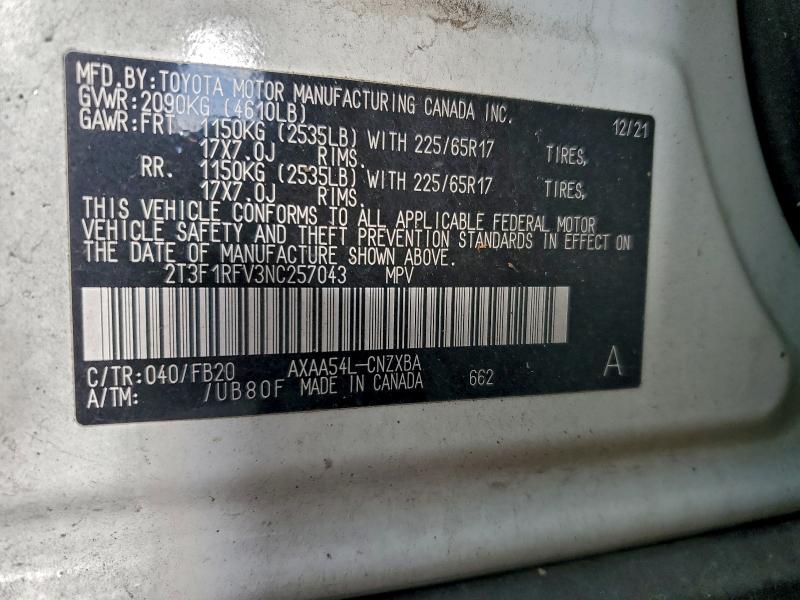 MFD.BY:TOYOTA MOTOR MANUFACTURING CANADA INC.
GVWR:2090KG (4610LB) 12/21
GAWR:FRT. 1150KG (2535LB) WITH 225/65R17 TIRES,
17X7.0J RIMS.
RR. 1150KG (2535LB) WITH 225/65R17 TIRES,
17X7.0J RIMS.
THIS VEHICLE CONFORMS TO ALL APPLICABLE FEDERAL MOTOR
VEHICLE SAFETY AND THEFT PREVENTION STANDARDS IN EFFECT ON
THE DATE OF MANUFACTURE SHOWN ABOVE.
2T3F1RFV3NC257043 MPV
C/TR:040/FB20 AXAA54L-CNZXBA A
A/TM: /UB80F MADE IN CANADA 662